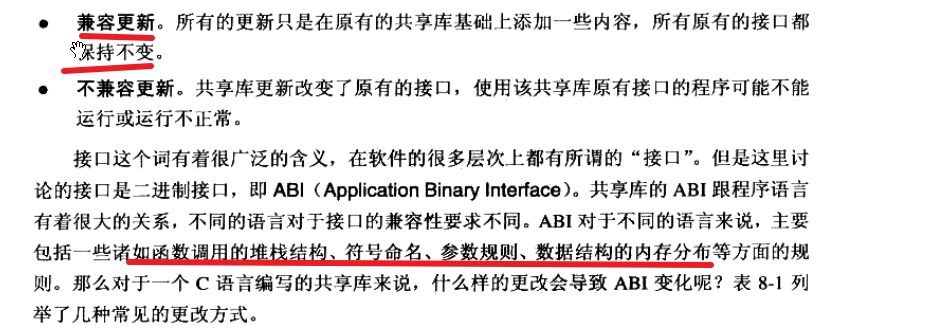 ● 兼容更新。所有的更新只是在原有的共享库基础上添加一些内容，所有原有的接口都
保持不变。
● 不兼容更新。共享库更新改变了原有的接口，使用该共享库原有接口的程序可能不能
运行或运行不正常。
接口这个词有着很广泛的含义，在软件的很多层次上都有所谓的“接口”。但是这里讨
论的接口是二进制接口，即 ABI（Application Binary Interface）。共享库的 ABI 跟程序语言
有着很大的关系，不同的语言对于接口的兼容性要求不同。ABI 对于不同的语言来说，主要
包括一些诸如函数调用的堆栈结构、符号命名、参数规则、数据结构的内存分布等方面的规
则。那么对于一个 C 语言编写的共享库来说，什么样的更改会导致 ABI 变化呢？表 8-1 列
举了几种常见的更改方式。